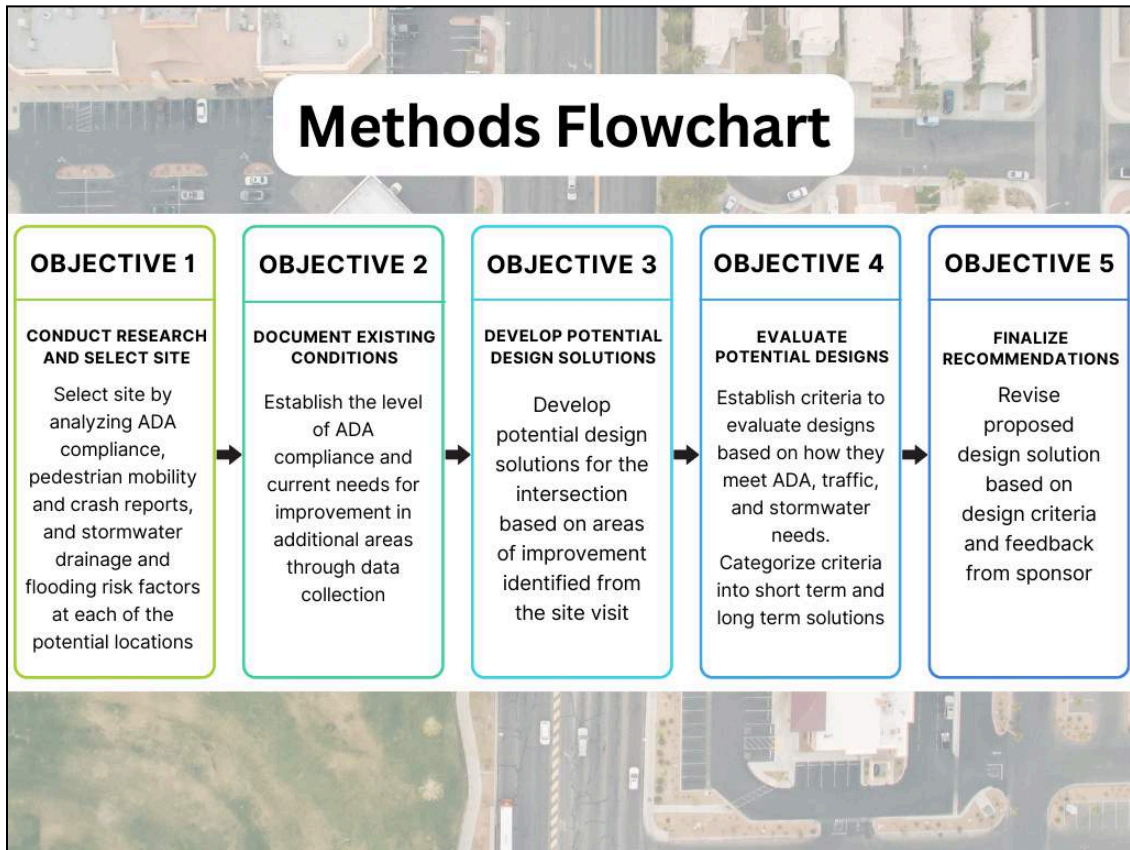 Methods Flowchart
OBJECTIVE 1
CONDUCT RESEARCH
AND SELECT SITE
Select site by
analyzing ADA
compliance,
pedestrian mobility
and crash reports,
and stormwater
drainage and
flooding risk factors
at each of the
potential locations
OBJECTIVE 2
DOCUMENT EXISTING
CONDITIONS
Establish the level
of ADA
compliance and
current needs for
improvement in
additional areas
through data
collection
OBJECTIVE 3
DEVELOP POTENTIAL
DESIGN SOLUTIONS
Develop
potential design
solutions for the
intersection
based on areas
of improvement
identified from
the site visit
OBJECTIVE 4
EVALUATE
POTENTIAL DESIGNS
Establish criteria to
evaluate designs
based on how they
meet ADA, traffic,
and stormwater
needs.
Categorize criteria
into short term and
long term solutions
OBJECTIVE 5
FINALIZE
RECOMMENDATIONS
Revise
proposed
design solution
based on
design criteria
and feedback
from sponsor